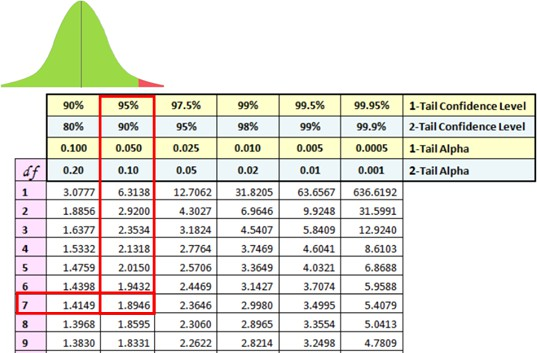 90% 95% 97.5% 99% 99.5% 99.95% 1-Tail Confidence Level
80% 90% 95% 98% 99% 99.9% 2-Tail Confidence Level
0.100 0.050 0.025 0.010 0.005 0.0005 1-Tail Alpha
df 0.20 0.10 0.05 0.02 0.01 0.001 2-Tail Alpha
1 3.0777 6.3138 12.7062 31.8205 63.6567 636.6192
2 1.8856 2.9200 4.3027 6.9646 9.9248 31.5991
3 1.6377 2.3534 3.1824 4.5407 5.8409 12.9240
4 1.5332 2.1318 2.7764 3.7469 4.6041 8.6103
5 1.4759 2.0150 2.5706 3.3649 4.0321 6.8688
6 1.4398 1.9432 2.4469 3.1427 3.7074 5.9588
7 1.4149 1.8946 2.3646 2.9980 3.4995 5.4079
8 1.3968 1.8595 2.3060 2.8965 3.3554 5.0413
9 1.3830 1.8331 2.2622 2.8214 3.2498 4.7809